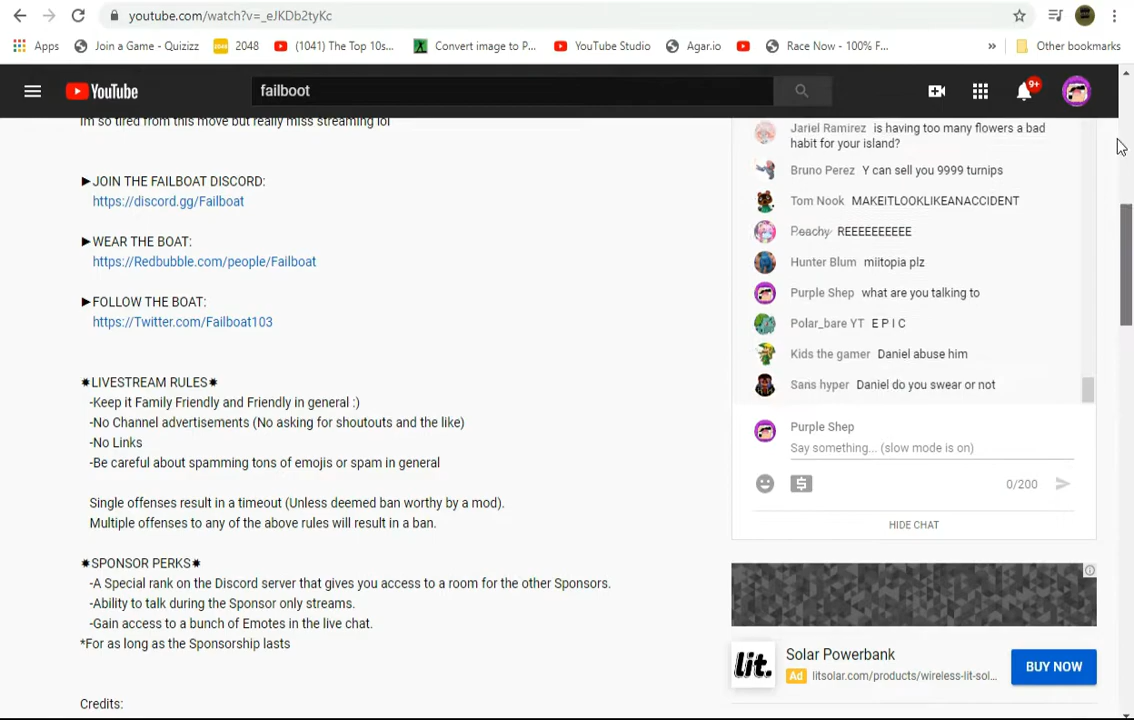 youtube.com/watch?v=_eJKDb2tyKc
Apps
Join a Game - Quizizz
2048
(1041) The Top 10s...
Convert image to P...
YouTube Studio
Agar.io
Race Now - 100% F...
»
Other bookmarks
YouTube
failboot
9+
Im so tired from this move but really miss streaming lol
►JOIN THE FAILBOAT DISCORD:
https://discord.gg/Failboat
►WEAR THE BOAT:
https://Redbubble.com/people/Failboat
►FOLLOW THE BOAT:
https://Twitter.com/Failboat103
✷LIVESTREAM RULES✷
-Keep it Family Friendly and Friendly in general :)
-No Channel advertisements (No asking for shoutouts and the like)
-No Links
-Be careful about spamming tons of emojis or spam in general
Single offenses result in a timeout (Unless deemed ban worthy by a mod).
Multiple offenses to any of the above rules will result in a ban.
✷SPONSOR PERKS✷
-A Special rank on the Discord server that gives you access to a room for the other Sponsors.
-Ability to talk during the Sponsor only streams.
-Gain access to a bunch of Emotes in the live chat.
*For as long as the Sponsorship lasts
Credits:
Jariel Ramirez is having too many flowers a bad
habit for your island?
Bruno Perez Y can sell you 9999 turnips
Tom Nook MAKEITLOOKLIKEANACCIDENT
Peachy REEEEEEEEEE
Hunter Blum miitopia plz
Purple Shep what are you talking to
Polar_bare YT E P I C
Kids the gamer Daniel abuse him
Sans hyper Daniel do you swear or not
Purple Shep
Say something... (slow mode is on)
0/200
HIDE CHAT
lit.
Solar Powerbank
Ad litsolar.com/products/wireless-lit-sol...
BUY NOW